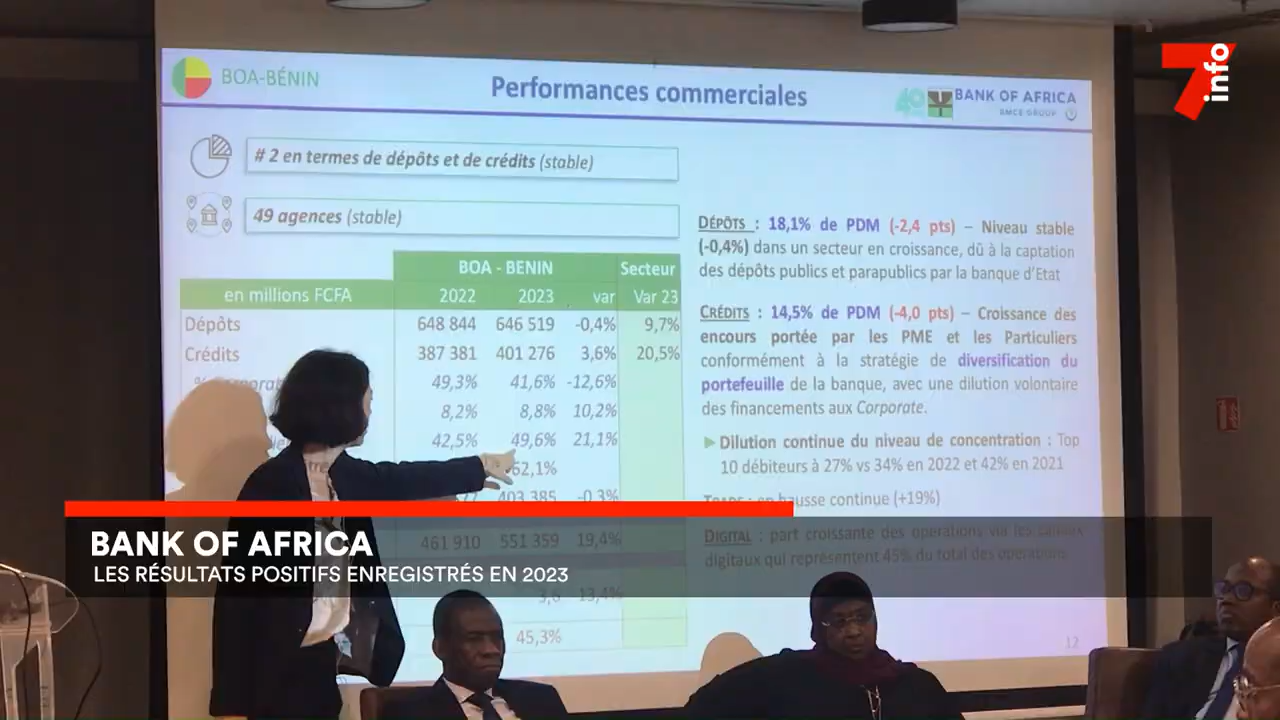 BOA-BÉNIN
Performances commerciales
BANK OF AFRICA
BMCE GROUP
7 info
# 2 en termes de dépôts et de crédits (stable)
49 agences (stable)
BOA - BENIN Secteur
en millions FCFA 2022 2023 var Var 23
Dépôts 648 844 646 519 -0,4% 9,7%
Crédits 387 381 401 276 3,6% 20,5%
49,3% 41,6% -12,6%
8,2% 8,8% 10,2%
42,5% 49,6% 21,1%
62,1%
403 385 -0,3%
461 910 551 359 19,4%
3,6 13,4%
45,3%
DÉPÔTS : 18,1% de PDM (-2,4 pts) – Niveau stable
(-0,4%) dans un secteur en croissance, dû à la captation
des dépôts publics et parapublics par la banque d'Etat
CRÉDITS : 14,5% de PDM (-4,0 pts) – Croissance des
encours portée par les PME et les Particuliers
conformément à la stratégie de diversification du
portefeuille de la banque, avec une dilution volontaire
des financements aux Corporate.
Dilution continue du niveau de concentration : Top
10 débiteurs à 27% vs 34% en 2022 et 42% en 2021
TRADE : en hausse continue (+19%)
DIGITAL : part croissante des opérations via les canaux
digitaux qui représentent 45% du total des opérations
12
BANK OF AFRICA
LES RÉSULTATS POSITIFS ENREGISTRÉS EN 2023